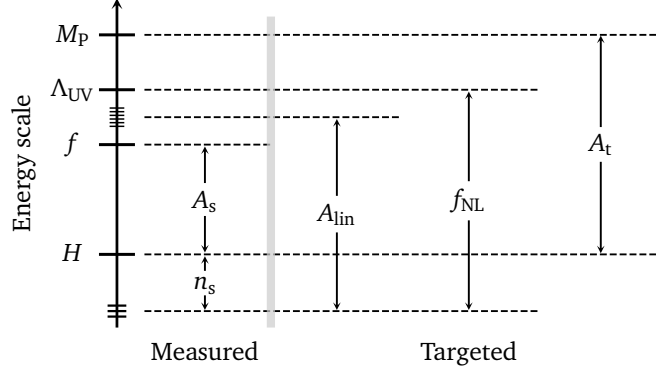 Energy scale
M_P
Λ_UV
f
H
A_s
n_s
A_lin
f_NL
A_t
Measured
Targeted